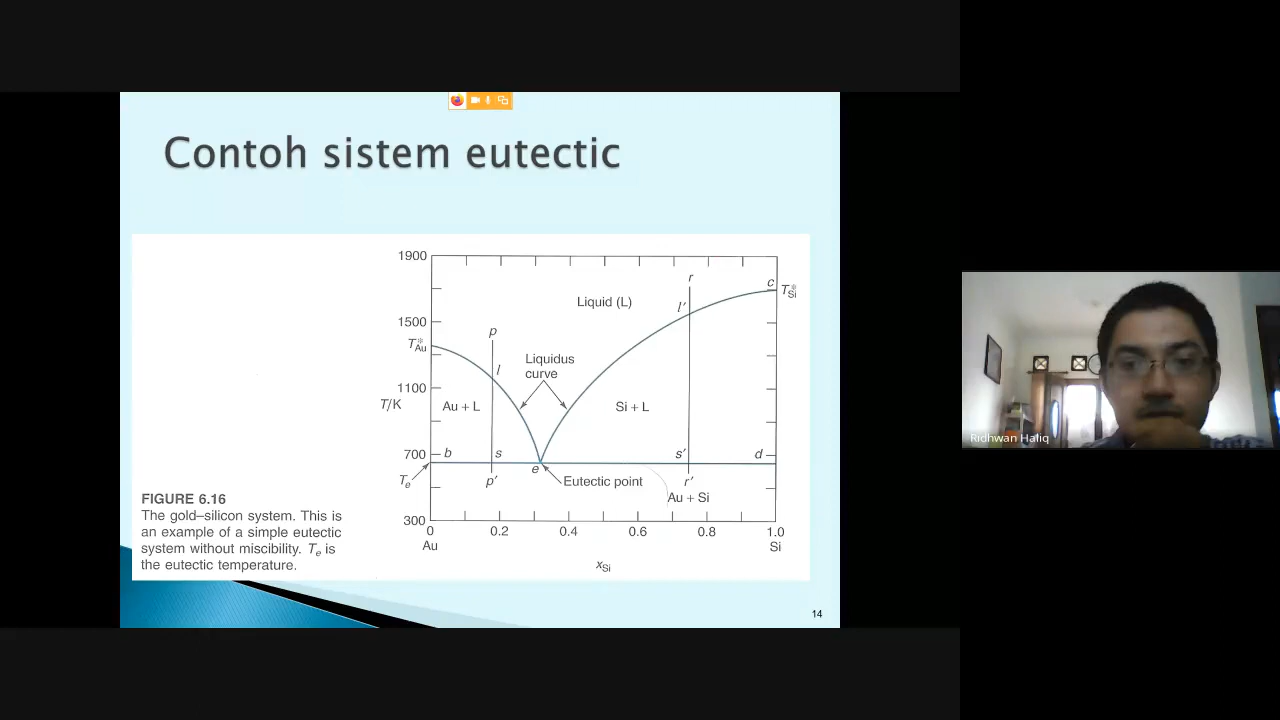 Contoh sistem eutectic
1900
1500
1100
700
300
T/K
T*Au
Te
p
l
Liquid (L)
Liquidus
curve
r
l′
c
T*Si
Au + L
Si + L
b
s
e
s′
d
p′
Eutectic point
r′
Au + Si
0
0.2
0.4
0.6
0.8
1.0
Au
Si
xSi
FIGURE 6.16
The gold–silicon system. This is
an example of a simple eutectic
system without miscibility. Te is
the eutectic temperature.
14
Ridhwan Haliq